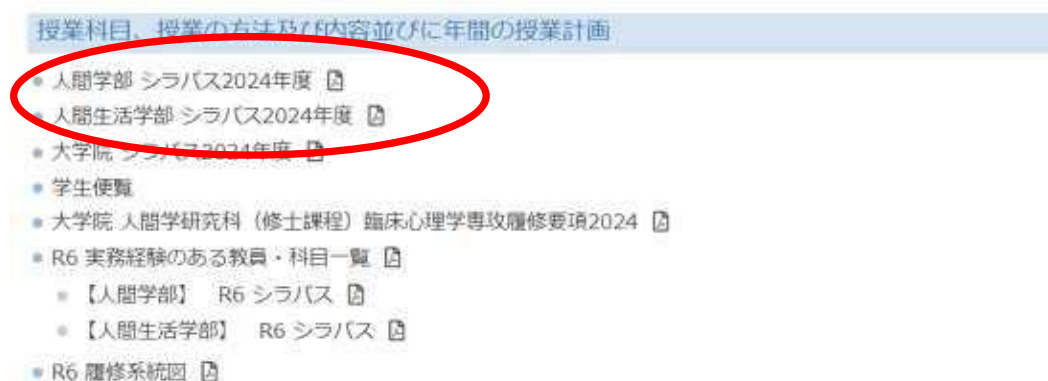 授業科目、授業の方法及び内容並びに年間の授業計画
人間学部 シラバス2024年度
人間生活学部 シラバス2024年度
大学院 シラバス2024年度
学生便覧
大学院 人間学研究科（修士課程）臨床心理学専攻履修要項2024
R6 実務経験のある教員・科目一覧
【人間学部】　R6 シラバス
【人間生活学部】　R6 シラバス
R6 履修系統図